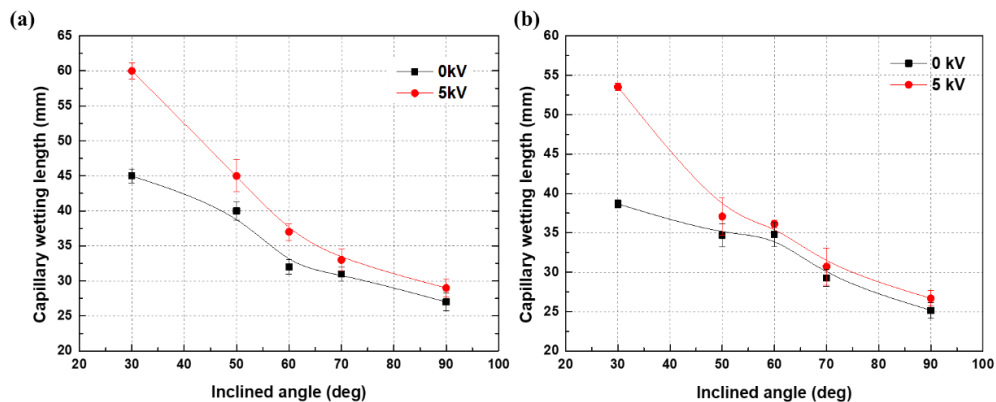 (a)
65
60
55
50
45
40
35
30
25
20
Capillary wetting length (mm)
0kV
5kV
20 30 40 50 60 70 80 90 100
Inclined angle (deg)
(b)
60
55
50
45
40
35
30
25
20
Capillary wetting length (mm)
0 kV
5 kV
20 30 40 50 60 70 80 90 100
Inclined angle (deg)